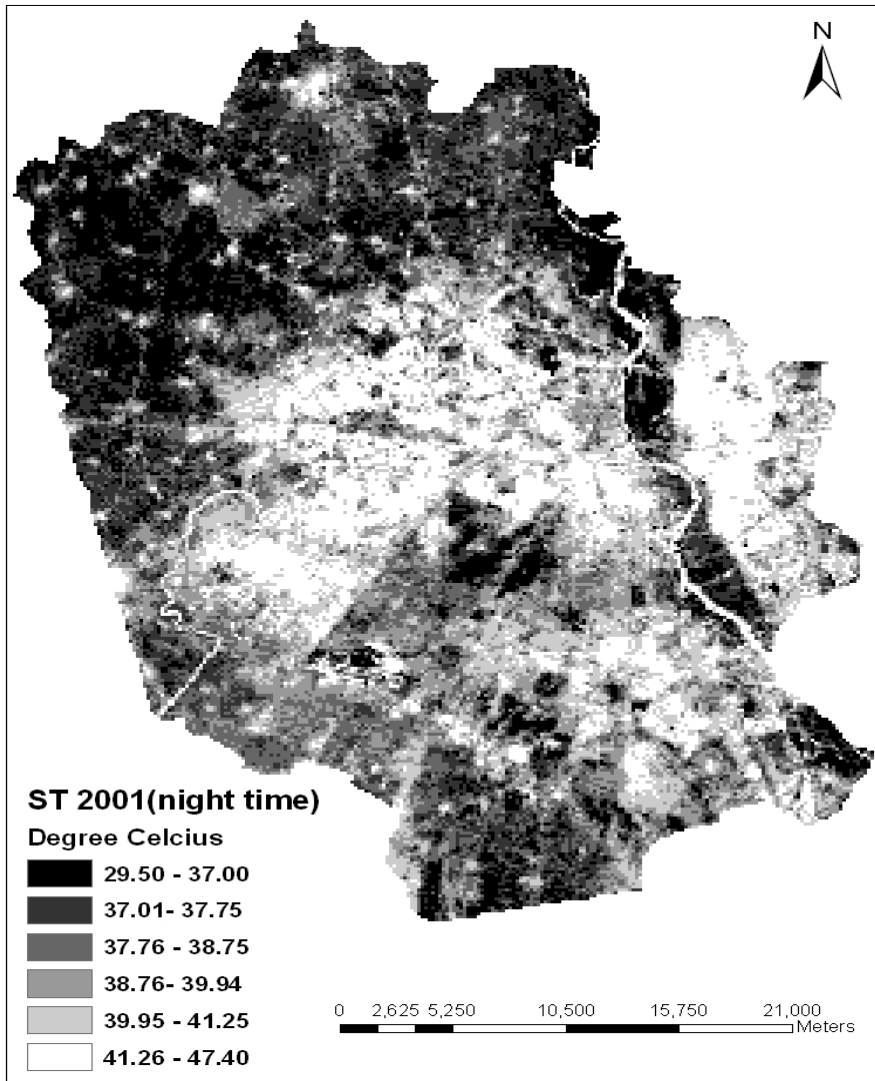 N
ST 2001(night time)
Degree Celcius
29.50 - 37.00
37.01- 37.75
37.76 - 38.75
38.76- 39.94
39.95 - 41.25
41.26 - 47.40
0 2,625 5,250 10,500 15,750 21,000
Meters